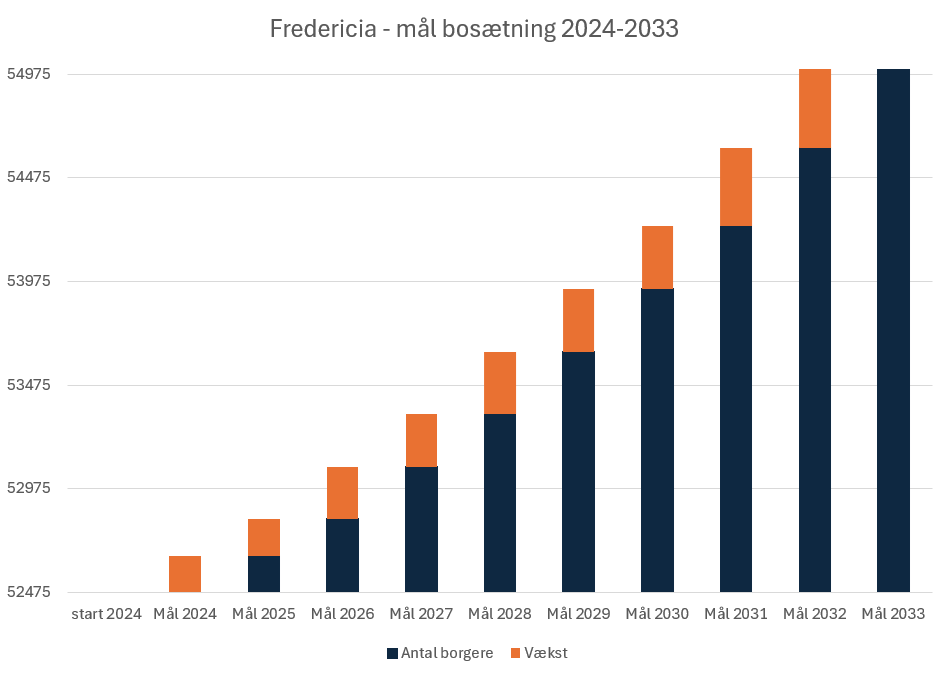 Fredericia - mål bosætning 2024-2033
54975
54475
53975
53475
52975
52475
start 2024 Mål 2024 Mål 2025 Mål 2026 Mål 2027 Mål 2028 Mål 2029 Mål 2030 Mål 2031 Mål 2032 Mål 2033
Antal borgere Vækst